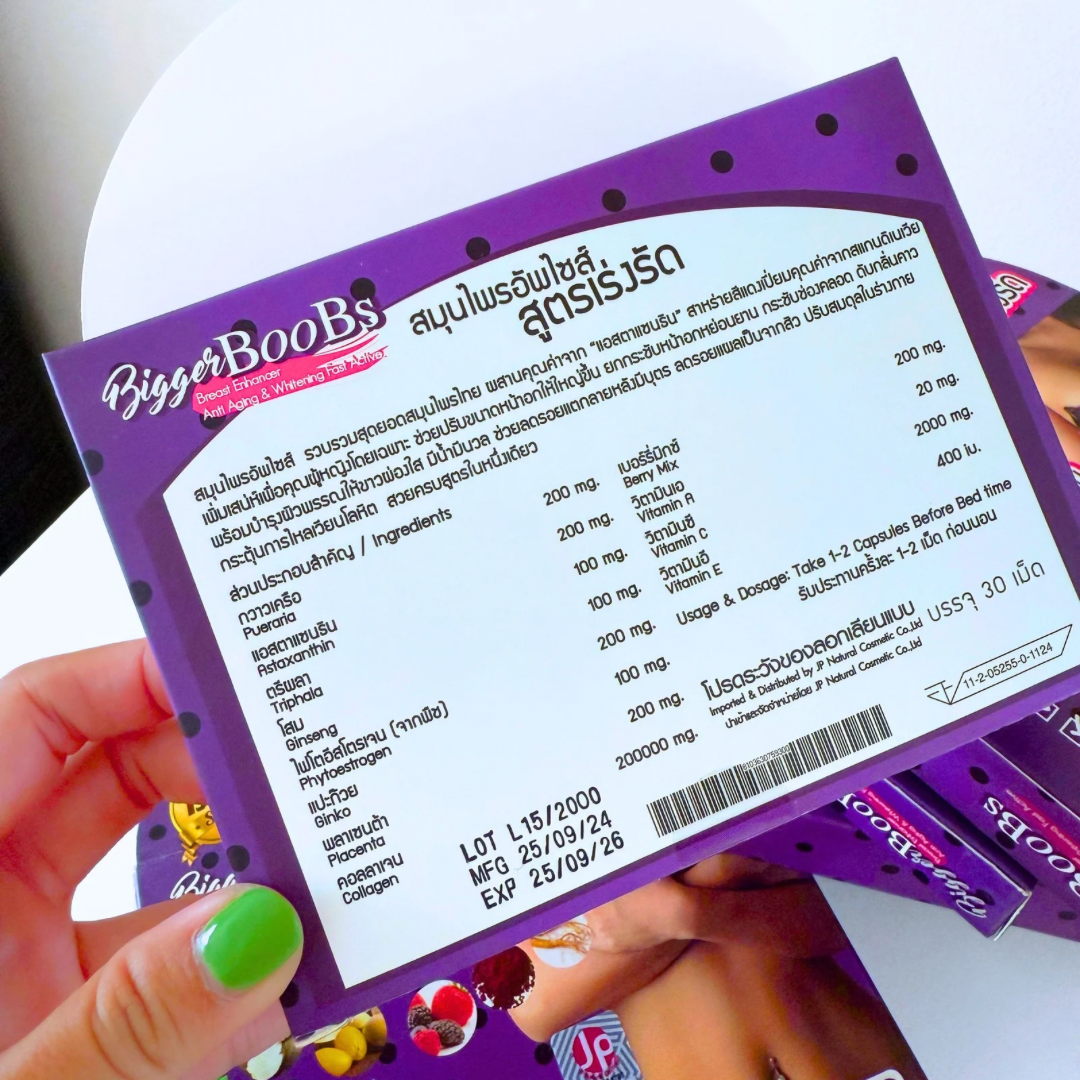 BiggerBooBs
Breast Enhancer
Anti Aging & Whitening Fast Active
สมุนไพรอัพไซส์
สูตรเร่งรัด
สมุนไพรอัพไซส์ รวบรวมสุดยอดสมุนไพรไทย ผสานคุณค่าจาก "แอสตาแซนธิน" สาหร่ายสีแดงเปี่ยมคุณค่าจากสแกนดิเนเวีย
เพิ่มเสน่ห์เพื่อคุณผู้หญิงโดยเฉพาะ ช่วยปรับขนาดหน้าอกให้ใหญ่ขึ้น ยกกระชับหน้าอกหย่อนยาน กระชับช่องคลอด ดับกลิ่นคาว
พร้อมบำรุงผิวพรรณให้ขาวผ่องใส มีน้ำมีนวล ช่วยลดรอยแตกลายหลังมีบุตร ลดรอยแผลเป็นจากสิว ปรับสมดุลในร่างกาย
กระตุ้นการไหลเวียนโลหิต สวยครบสูตรในหนึ่งเดียว
ส่วนประกอบสำคัญ / Ingredients
กวาวเครือ
Pueraria 200 mg.
แอสตาแซนธิน
Astaxanthin 200 mg.
ตรีผลา
Triphala 100 mg.
โสม
Ginseng 100 mg.
ไฟโตอีสโตรเจน (จากพืช)
Phytoestrogen 200 mg.
แปะก๊วย
Ginko 100 mg.
พลาเซนต้า
Placenta 200 mg.
คอลลาเจน
Collagen 200000 mg.
เบอร์รี่มิกซ์
Berry Mix 200 mg.
วิตามินเอ
Vitamin A 20 mg.
วิตามินซี
Vitamin C 2000 mg.
วิตามินอี
Vitamin E 400 iu.
Usage & Dosage: Take 1-2 Capsules Before Bed time
รับประทานครั้งละ 1-2 เม็ด ก่อนนอน
โปรดระวังของลอกเลียนแบบ
บรรจุ 30 เม็ด
Imported & Distributed by JP Natural Cosmetic Co.,ltd
นำเข้าและจัดจำหน่ายโดย JP Natural Cosmetic Co.,ltd
11-2-05255-0-1124
LOT L15/2000
MFG 25/09/24
EXP 25/09/26
BooBs
JP